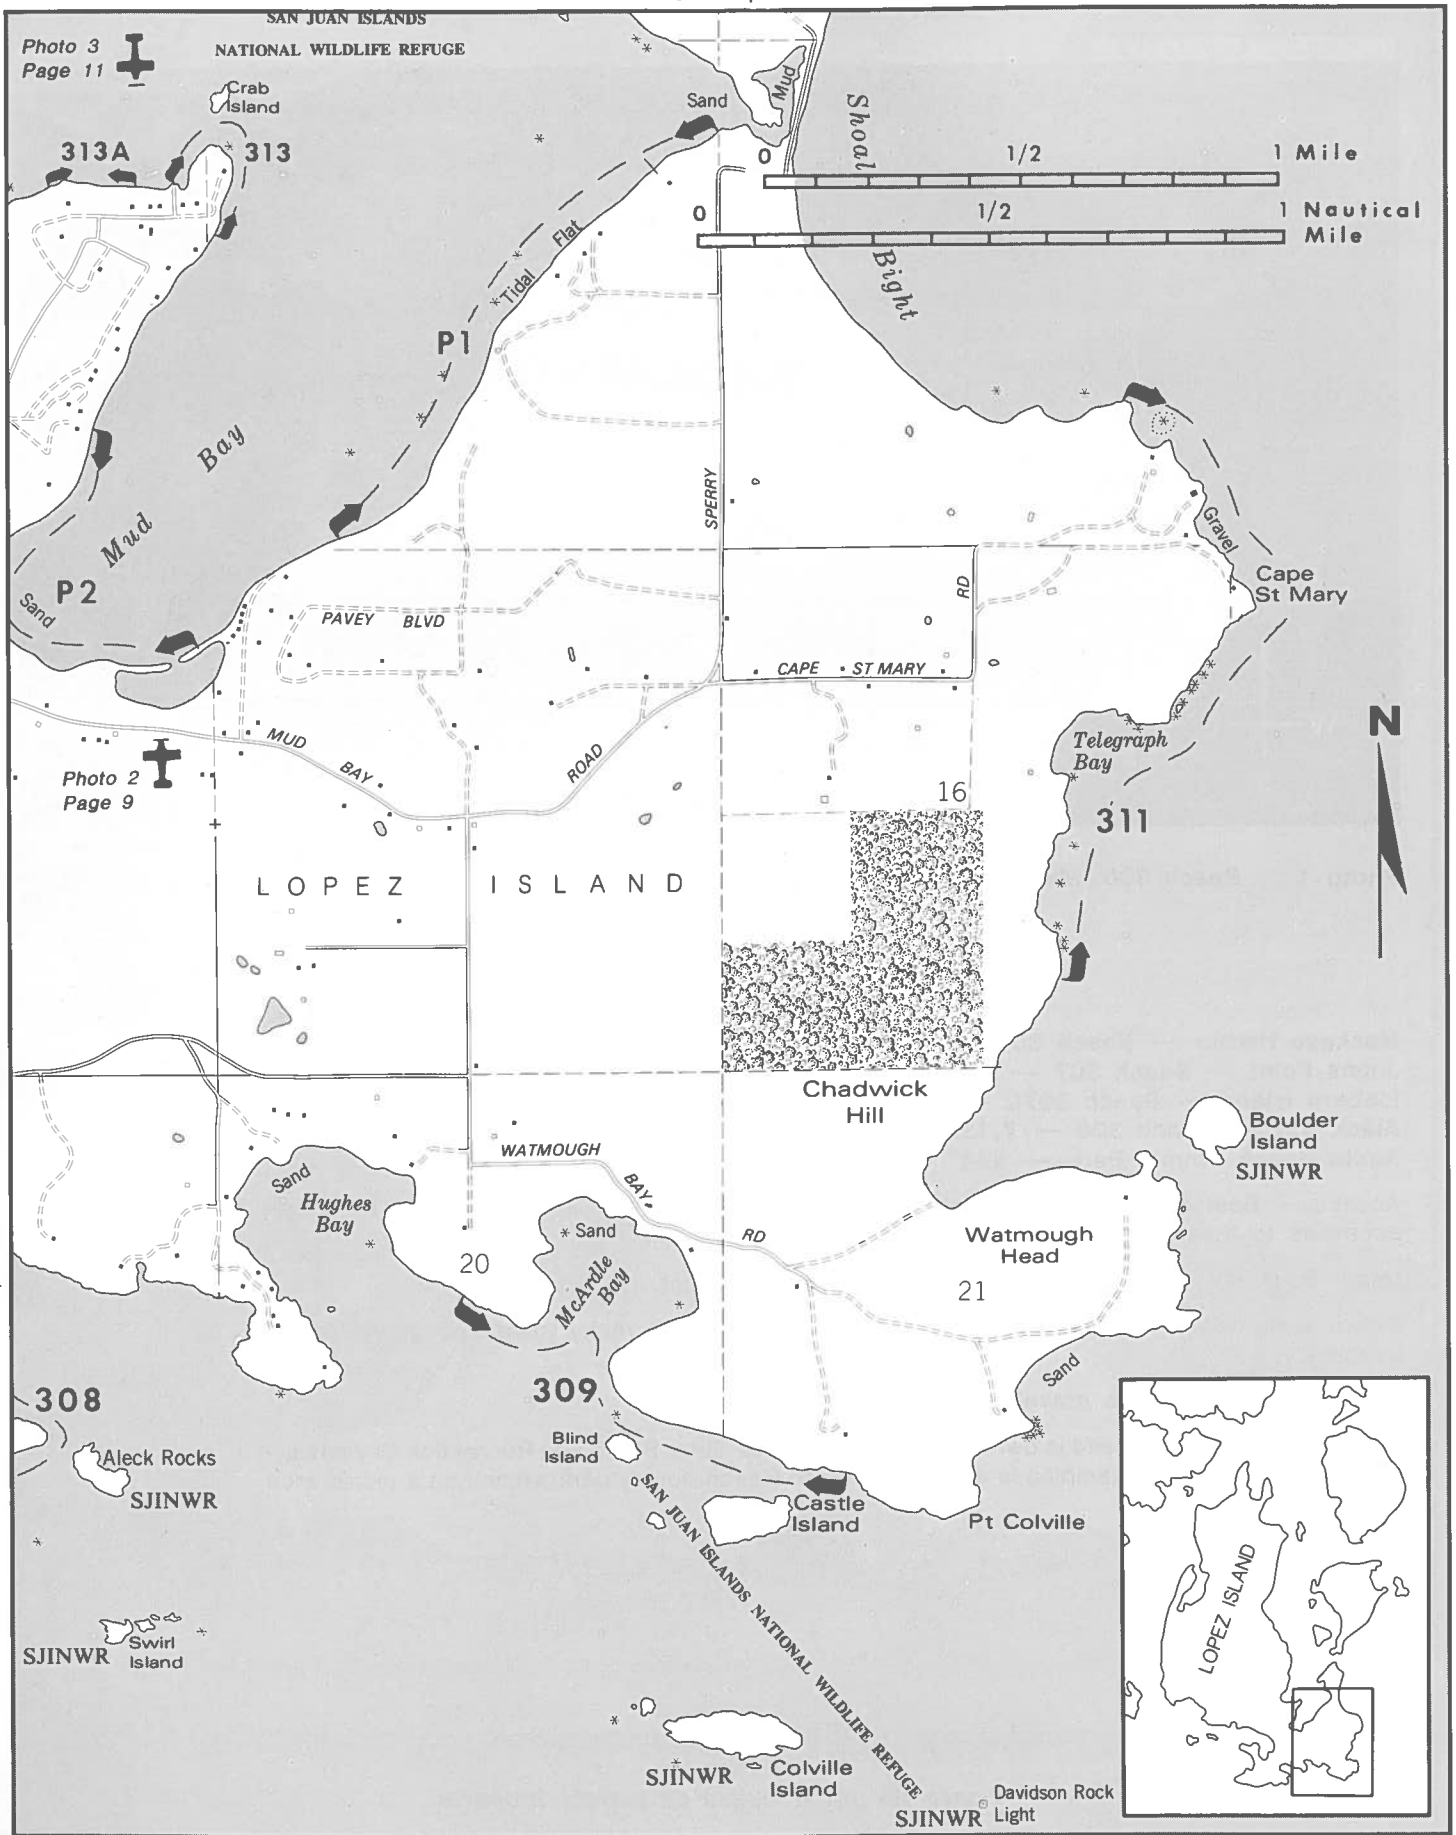 SAN JUAN ISLANDS
NATIONAL WILDLIFE REFUGE
Photo 3
Page 11
Crab
Island
313A
313
Sand
Mud
Shoal
Bight
0 1/2 1 Mile
0 1/2 1 Nautical
Mile
Tidal Flat
P1
Mud Bay
P2
Sand
SPERRY
RD
PAVEY BLVD
CAPE ST MARY
Gravel
Cape
St Mary
N
MUD BAY ROAD
Photo 2
Page 9
Telegraph
Bay
16
311
LOPEZ ISLAND
Chadwick
Hill
Boulder
Island
SJINWR
WATMOUGH BAY RD
Sand
Hughes
Bay
Sand
McArdle
Bay
20
Watmough
Head
21
Sand
308
309
Aleck Rocks
SJINWR
Blind
Island
Castle
Island
Pt Colville
SAN JUAN ISLANDS NATIONAL WILDLIFE REFUGE
LOPEZ ISLAND
SJINWR
Swirl
Island
SJINWR
Colville
Island
SJINWR
Davidson Rock
Light